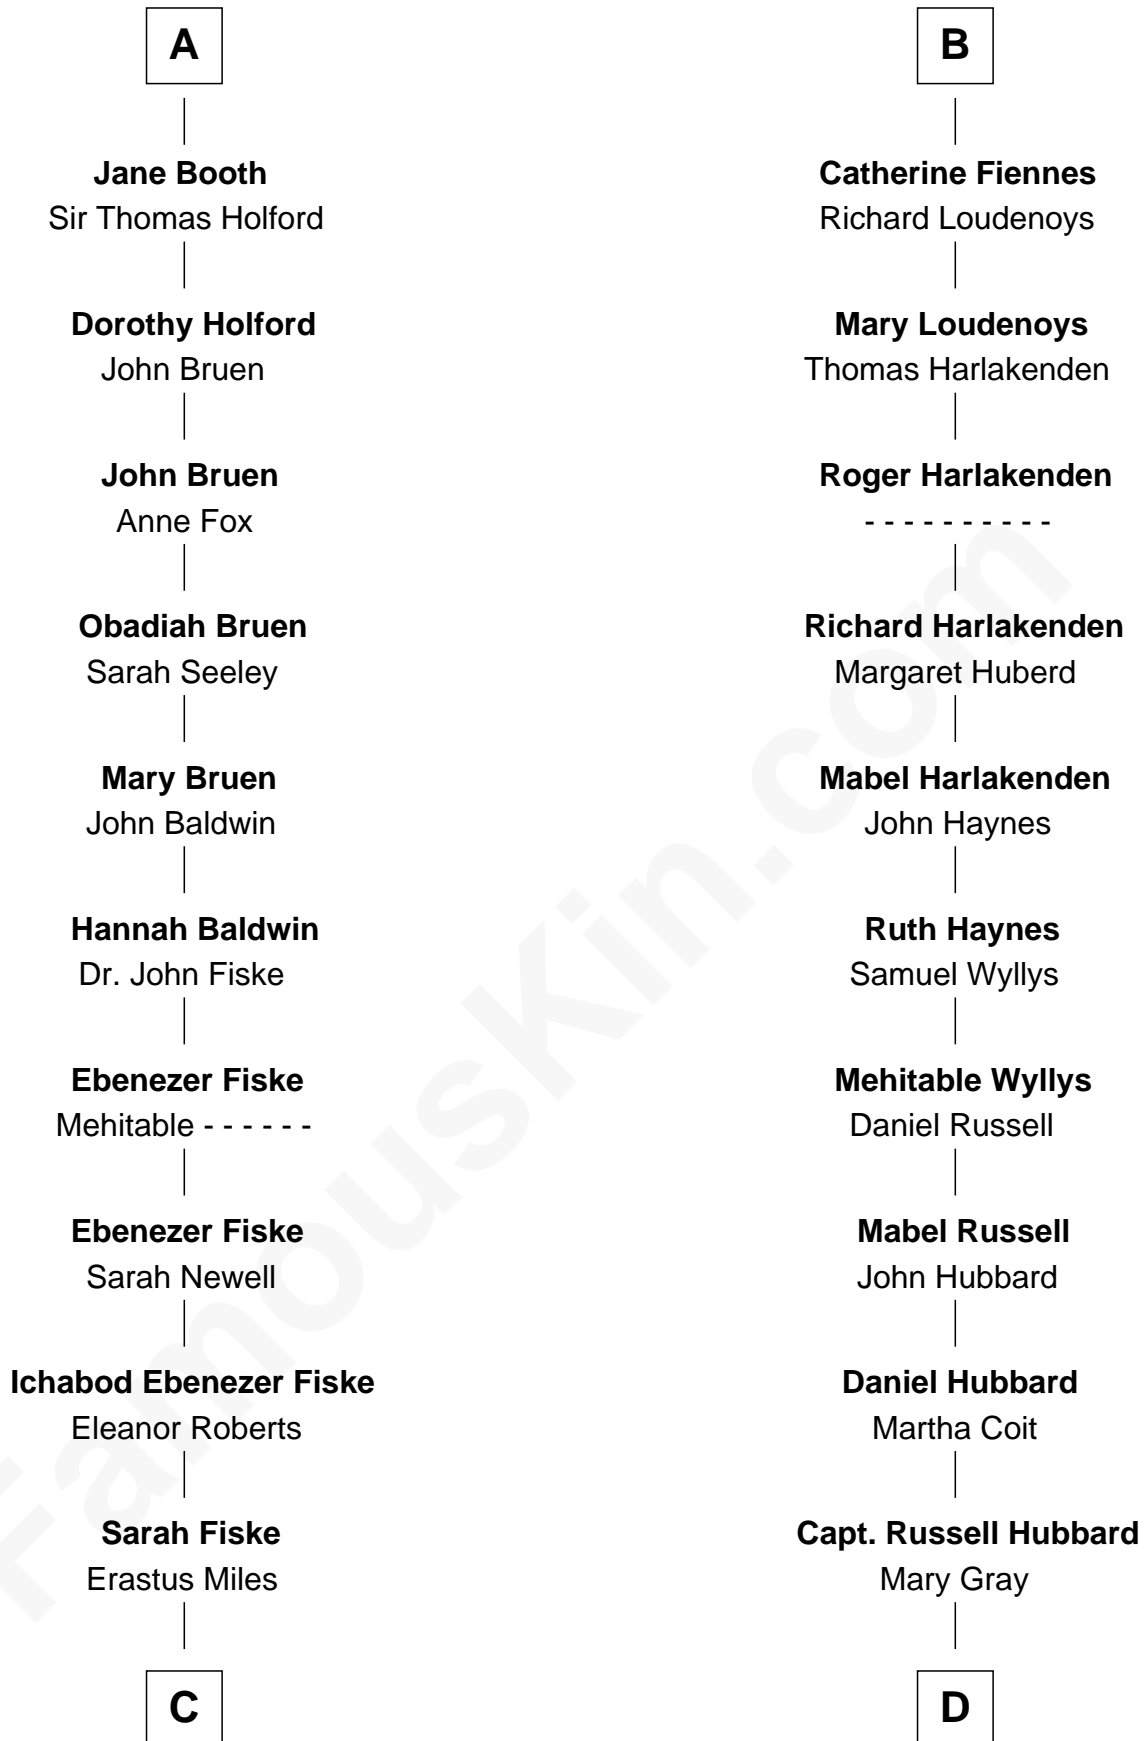 A
Jane Booth
Sir Thomas Holford
Dorothy Holford
John Bruen
John Bruen
Anne Fox
Obadiah Bruen
Sarah Seeley
Mary Bruen
John Baldwin
Hannah Baldwin
Dr. John Fiske
Ebenezer Fiske
Mehitable - - - - - -
Ebenezer Fiske
Sarah Newell
Ichabod Ebenezer Fiske
Eleanor Roberts
Sarah Fiske
Erastus Miles
C
B
Catherine Fiennes
Richard Loudenoys
Mary Loudenoys
Thomas Harlakenden
Roger Harlakenden
- - - - - - - - - -
Richard Harlakenden
Margaret Huberd
Mabel Harlakenden
John Haynes
Ruth Haynes
Samuel Wyllys
Mehitable Wyllys
Daniel Russell
Mabel Russell
John Hubbard
Daniel Hubbard
Martha Coit
Capt. Russell Hubbard
Mary Gray
D
FamousKin.com